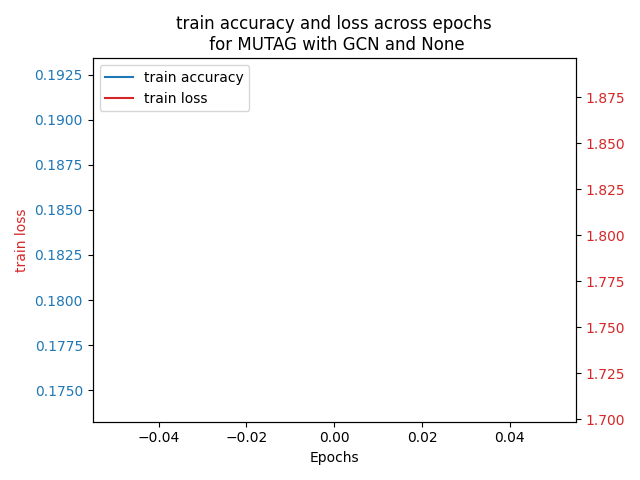 train accuracy and loss across epochs
for MUTAG with GCN and None
train accuracy
train loss
0.1925
0.1900
0.1875
0.1850
0.1825
0.1800
0.1775
0.1750
train loss
1.875
1.850
1.825
1.800
1.775
1.750
1.725
1.700
−0.04 −0.02 0.00 0.02 0.04
Epochs